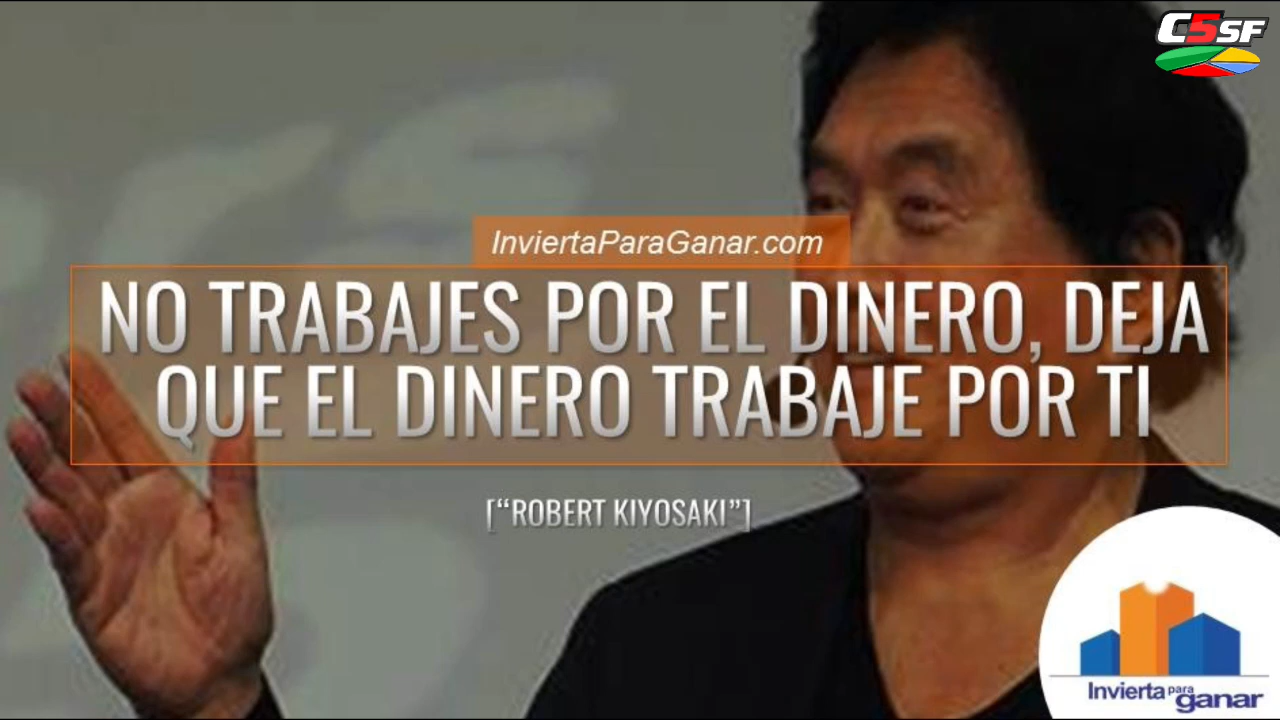 C5SF
InviertaParaGanar.com
NO TRABAJES POR EL DINERO, DEJA
QUE EL DINERO TRABAJE POR TI
[“ROBERT KIYOSAKI”]
Invierta para ganar